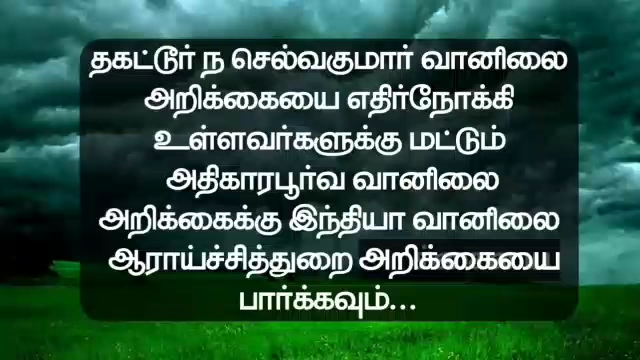 தகட்டூர் ந செல்வகுமார் வானிலை
அறிக்கையை எதிர்நோக்கி
உள்ளவர்களுக்கு மட்டும்
அதிகாரபூர்வ வானிலை
அறிக்கைக்கு இந்தியா வானிலை
ஆராய்ச்சித்துறை அறிக்கையை
பார்க்கவும்...